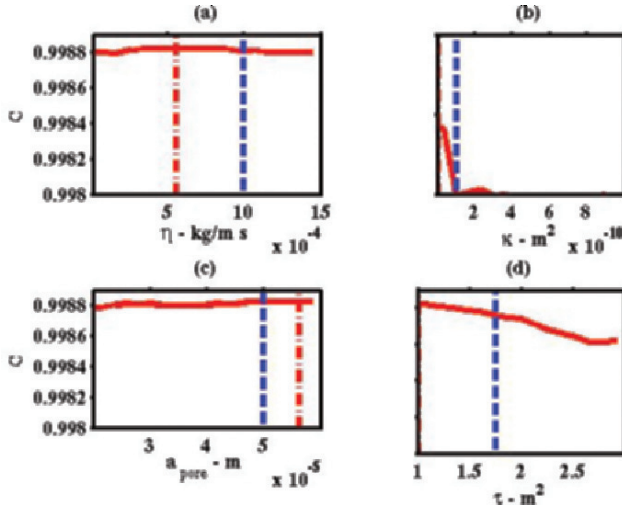 (a)
(b)
C
0.9988
0.9986
0.9984
0.9982
0.998
5
10
15
η - kg/m s
x 10⁻⁴
2
4
6
8
κ - m²
x 10⁻¹⁰
(c)
(d)
C
0.9988
0.9986
0.9984
0.9982
0.998
3
4
5
a pore - m
x 10⁻⁵
1
1.5
2
2.5
τ - m²